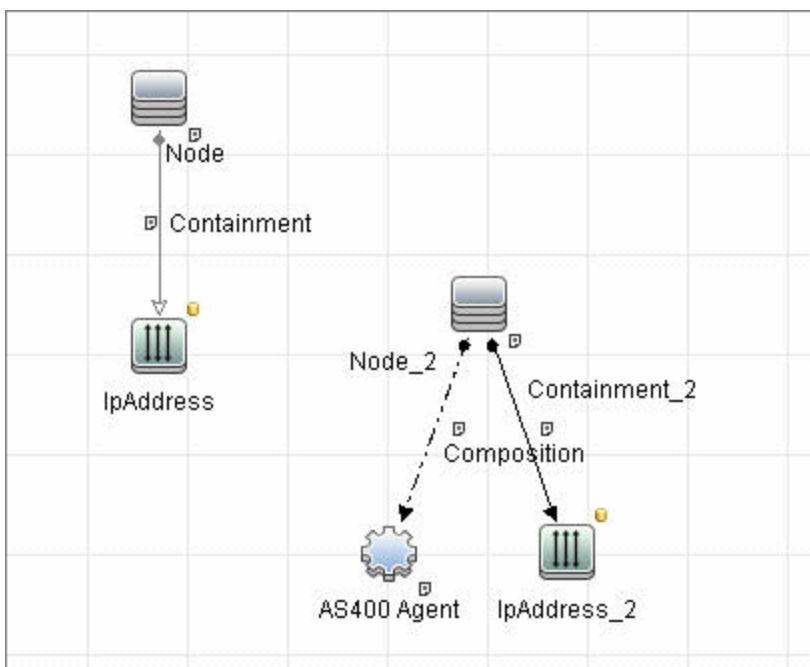 Node
Containment
IpAddress
Node_2
Containment_2
Composition
AS400 Agent
IpAddress_2